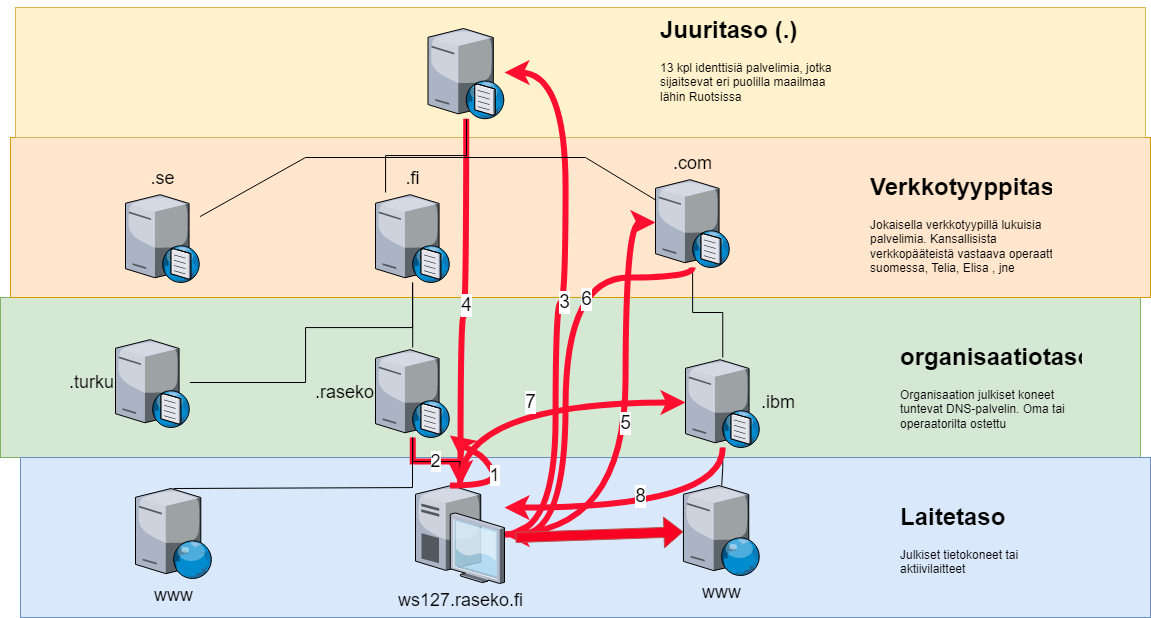 Juuritaso (.)
13 kpl identtisiä palvelimia, jotka
sijaitsevat eri puolilla maailmaa
lähin Ruotsissa
.se
.fi
.com
Verkkotyyppitas
Jokaisella verkkotyypillä lukuisia
palvelimia. Kansallisista
verkkopääteistä vastaava operaatt
suomessa, Telia, Elisa , jne
4
3
6
.turku
.raseko
.ibm
organisaatiotas
Organisaation julkiset koneet
tuntevat DNS-palvelin. Oma tai
operaatorilta ostettu
7
5
2
1
8
Laitetaso
Julkiset tietokoneet tai
aktiivilaitteet
www
ws127.raseko.fi
www